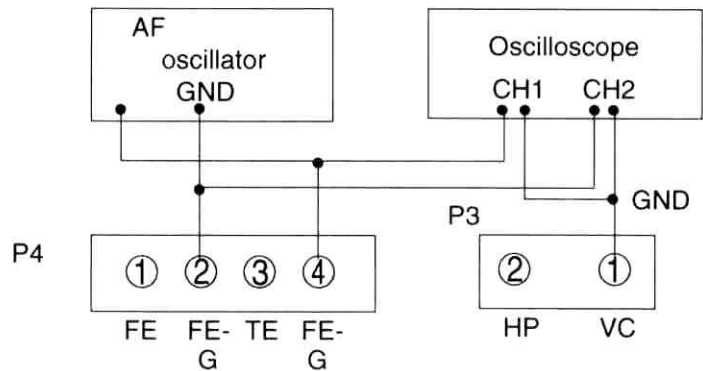 AF
oscillator
GND
Oscilloscope
CH1 CH2
GND
P3
P4
1 2 3 4
2 1
FE FE- TE FE-
G G
HP VC